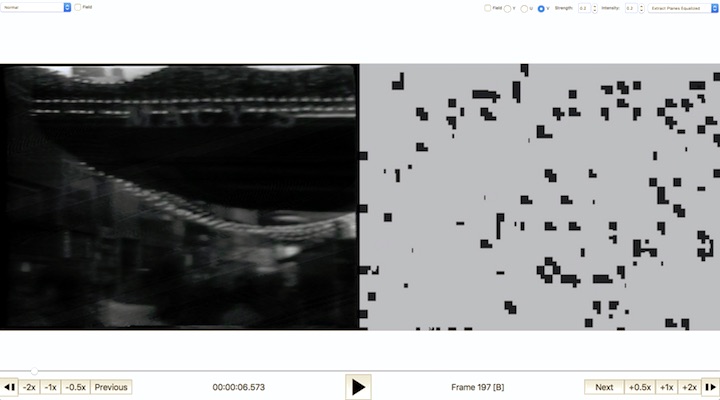 Normal Field
Field Y U V Strength: 0.2 Intensity: 0.2 Extract Planes Equalized
MACY'S
-2x -1x -0.5x Previous 00:00:06.573 Frame 197 [B] Next +0.5x +1x +2x